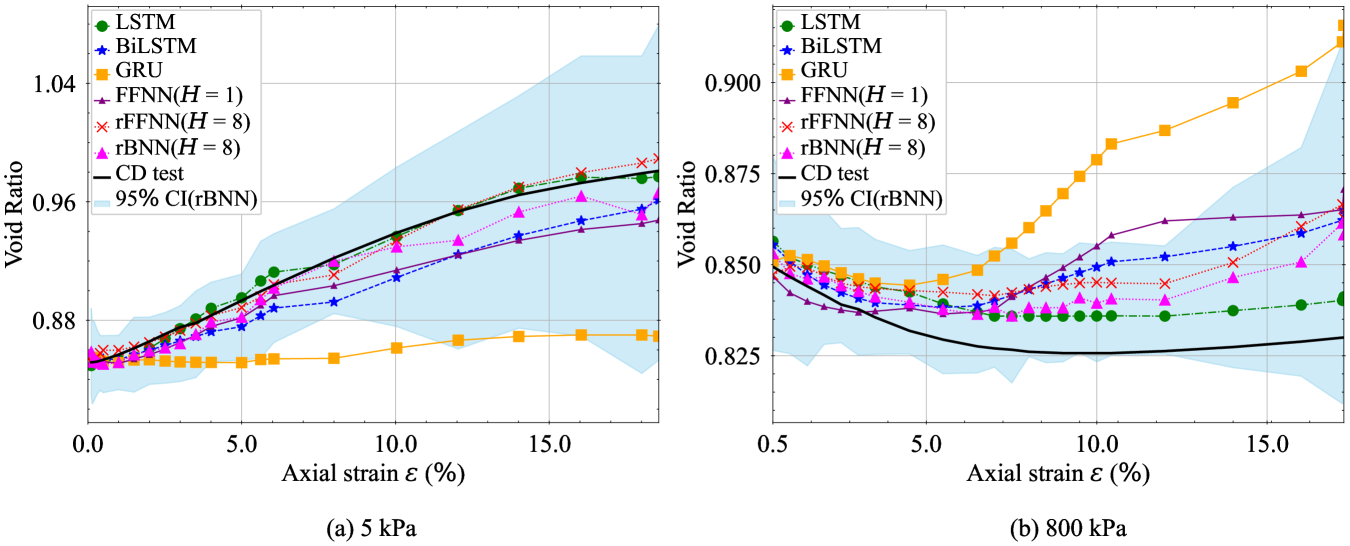 LSTM
BiLSTM
GRU
FFNN(H = 1)
rFFNN(H = 8)
rBNN(H = 8)
CD test
95% CI(rBNN)
1.04
0.96
0.88
Void Ratio
0.0
5.0
10.0
15.0
Axial strain ε (%)
(a) 5 kPa
LSTM
BiLSTM
GRU
FFNN(H = 1)
rFFNN(H = 8)
rBNN(H = 8)
CD test
95% CI(rBNN)
0.900
0.875
0.850
0.825
Void Ratio
0.5
5.0
10.0
15.0
Axial strain ε (%)
(b) 800 kPa